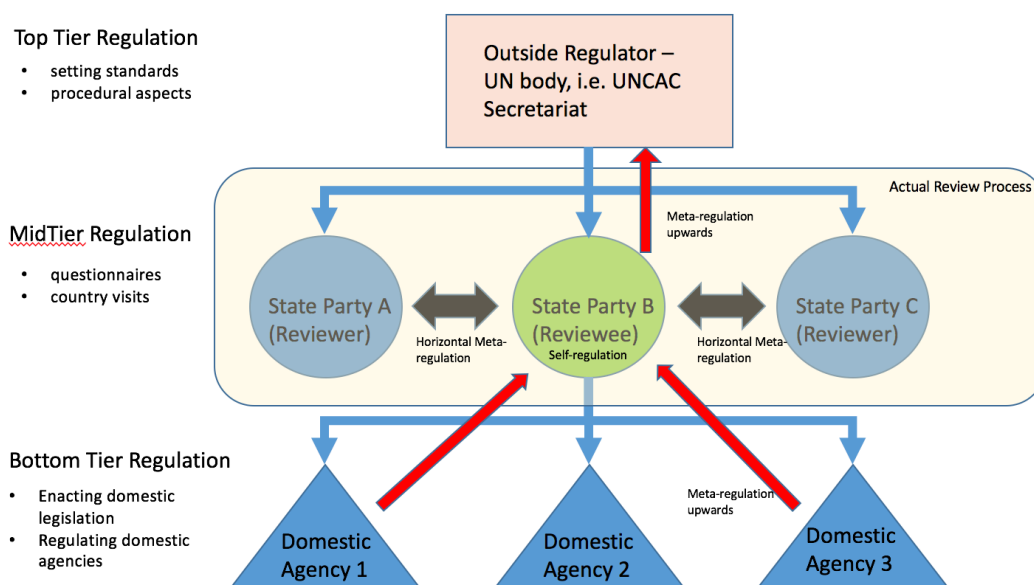 Top Tier Regulation
• setting standards
• procedural aspects
Outside Regulator –
UN body, i.e. UNCAC
Secretariat
Actual Review Process
Meta-regulation
upwards
MidTier Regulation
• questionnaires
• country visits
State Party A
(Reviewer)
Horizontal Meta-
regulation
State Party B
(Reviewee)
Self-regulation
Horizontal Meta-
regulation
State Party C
(Reviewer)
Bottom Tier Regulation
• Enacting domestic
legislation
• Regulating domestic
agencies
Meta-regulation
upwards
Domestic
Agency 1
Domestic
Agency 2
Domestic
Agency 3